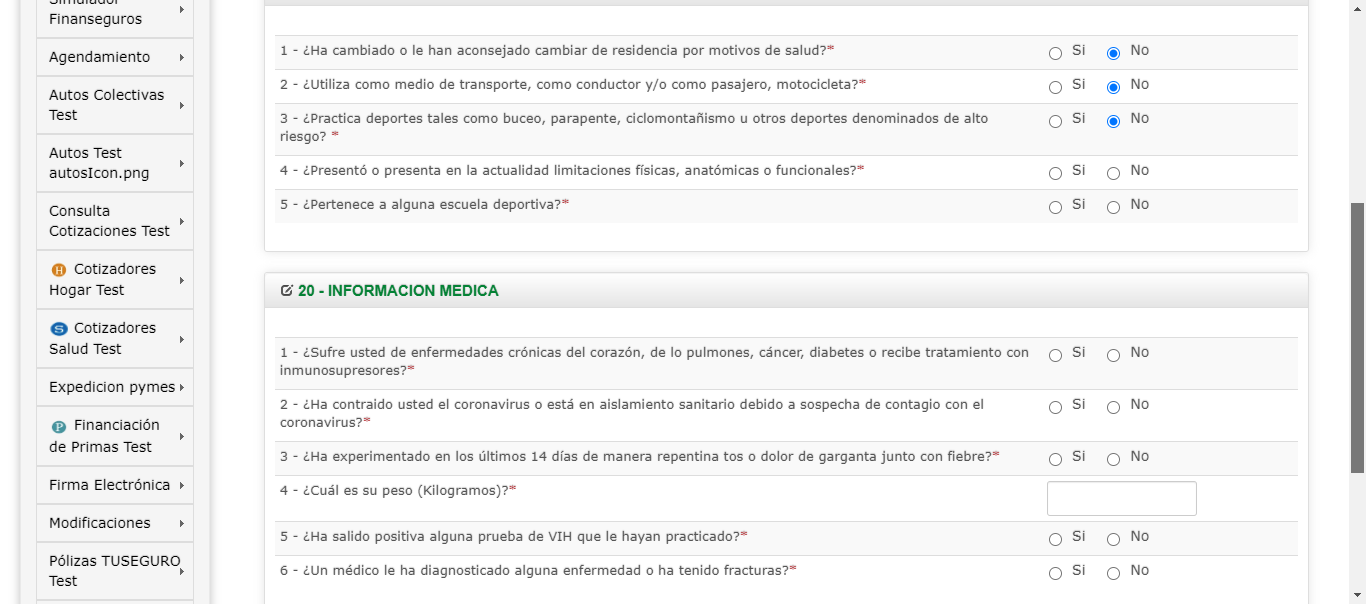 Simulador
Finanseguros
Agendamiento
Autos Colectivas
Test
Autos Test
autosIcon.png
Consulta
Cotizaciones Test
H Cotizadores
Hogar Test
S Cotizadores
Salud Test
Expedicion pymes
P Financiación
de Primas Test
Firma Electrónica
Modificaciones
Pólizas TUSEGURO
Test
1 - ¿Ha cambiado o le han aconsejado cambiar de residencia por motivos de salud?* Si No
2 - ¿Utiliza como medio de transporte, como conductor y/o como pasajero, motocicleta?* Si No
3 - ¿Practica deportes tales como buceo, parapente, ciclomontañismo u otros deportes denominados de alto
riesgo? * Si No
4 - ¿Presentó o presenta en la actualidad limitaciones físicas, anatómicas o funcionales?* Si No
5 - ¿Pertenece a alguna escuela deportiva?* Si No
20 - INFORMACION MEDICA
1 - ¿Sufre usted de enfermedades crónicas del corazón, de lo pulmones, cáncer, diabetes o recibe tratamiento con
inmunosupresores?* Si No
2 - ¿Ha contraido usted el coronavirus o está en aislamiento sanitario debido a sospecha de contagio con el
coronavirus?* Si No
3 - ¿Ha experimentado en los últimos 14 días de manera repentina tos o dolor de garganta junto con fiebre?* Si No
4 - ¿Cuál es su peso (Kilogramos)?*
5 - ¿Ha salido positiva alguna prueba de VIH que le hayan practicado?* Si No
6 - ¿Un médico le ha diagnosticado alguna enfermedad o ha tenido fracturas?* Si No